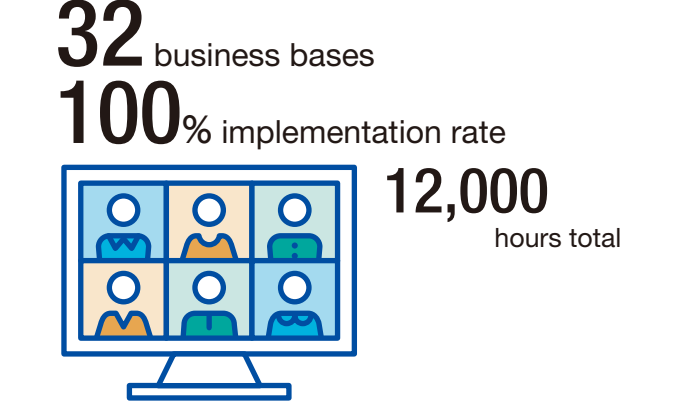 32 business bases
100% implementation rate
12,000
hours total